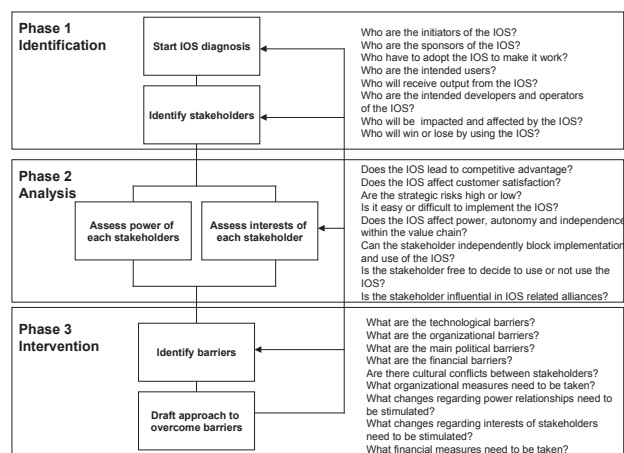 Phase 1
Identification
Start IOS diagnosis
Identify stakeholders
Who are the initiators of the IOS?
Who are the sponsors of the IOS?
Who have to adopt the IOS to make it work?
Who are the intended users?
Who will receive output from the IOS?
Who are the intended developers and operators
of the IOS?
Who will be impacted and affected by the IOS?
Who will win or lose by using the IOS?
Phase 2
Analysis
Assess power of
each stakeholders
Assess interests of
each stakeholder
Does the IOS lead to competitive advantage?
Does the IOS affect customer satisfaction?
Are the strategic risks high or low?
Is it easy or difficult to implement the IOS?
Does the IOS affect power, autonomy and independence
within the value chain?
Can the stakeholder independently block implementation
and use of the IOS?
Is the stakeholder free to decide to use or not use the
IOS?
Is the stakeholder influential in IOS related alliances?
Phase 3
Intervention
Identify barriers
Draft approach to
overcome barriers
What are the technological barriers?
What are the organizational barriers?
What are the main political barriers?
What are the financial barriers?
Are there cultural conflicts between stakeholders?
What organizational measures need to be taken?
What changes regarding power relationships need to
be stimulated?
What changes regarding interests of stakeholders
need to be stimulated?
What financial measures need to be taken?